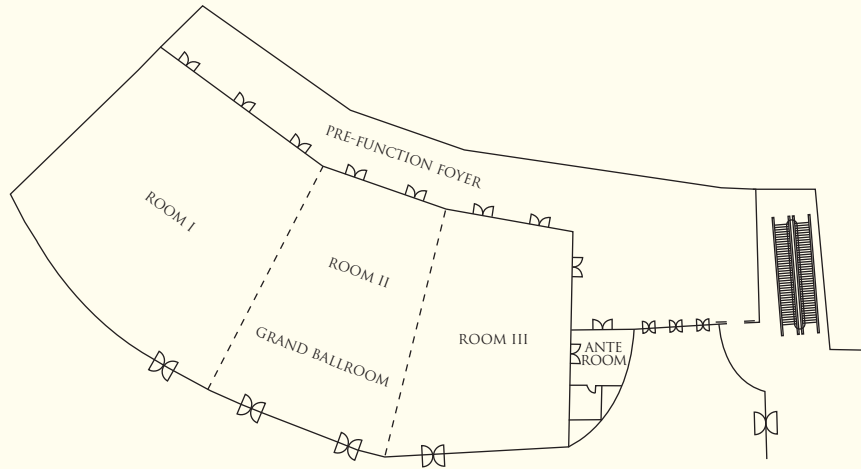 PRE-FUNCTION FOYER
ROOM I
ROOM II
GRAND BALLROOM
ROOM III
ANTE
ROOM